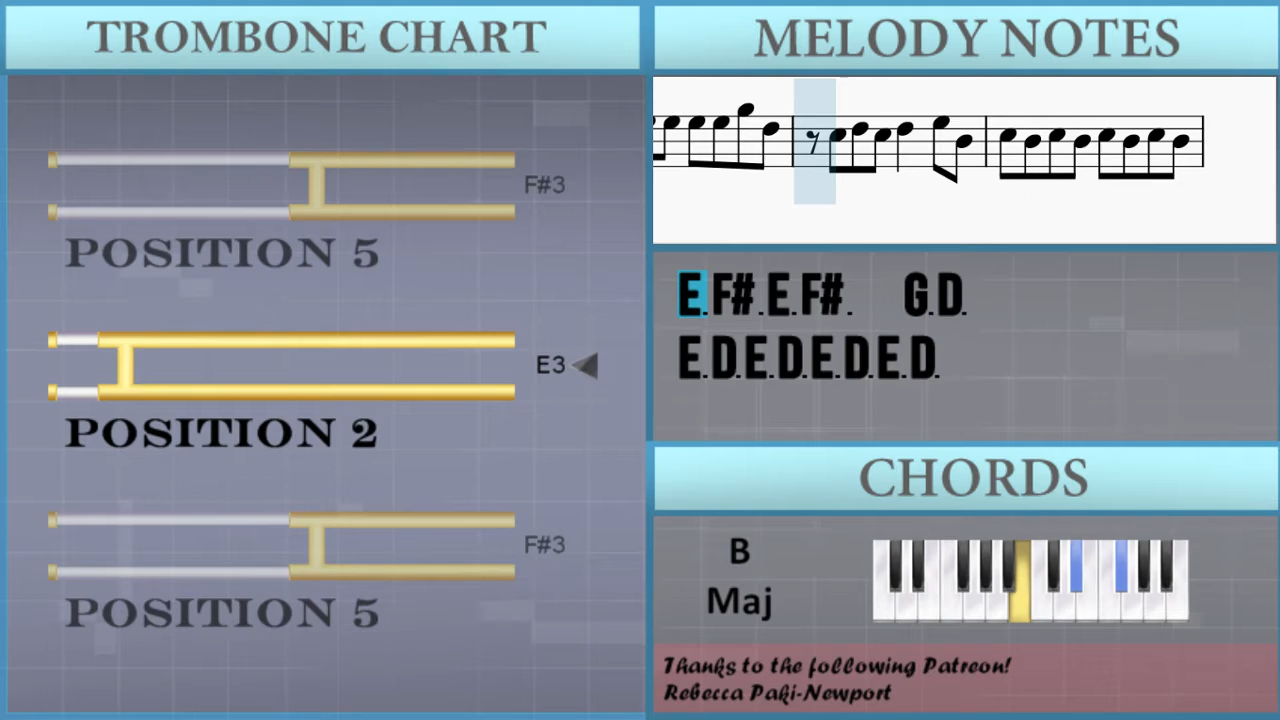 TROMBONE CHART
F#3
POSITION 5
E3
POSITION 2
F#3
POSITION 5
MELODY NOTES
E.F#.E.F#. G.D.
E.D.E.D.E.D.E.D.
CHORDS
B
Maj
Thanks to the following Patreon!
Rebecca Paki-Newport